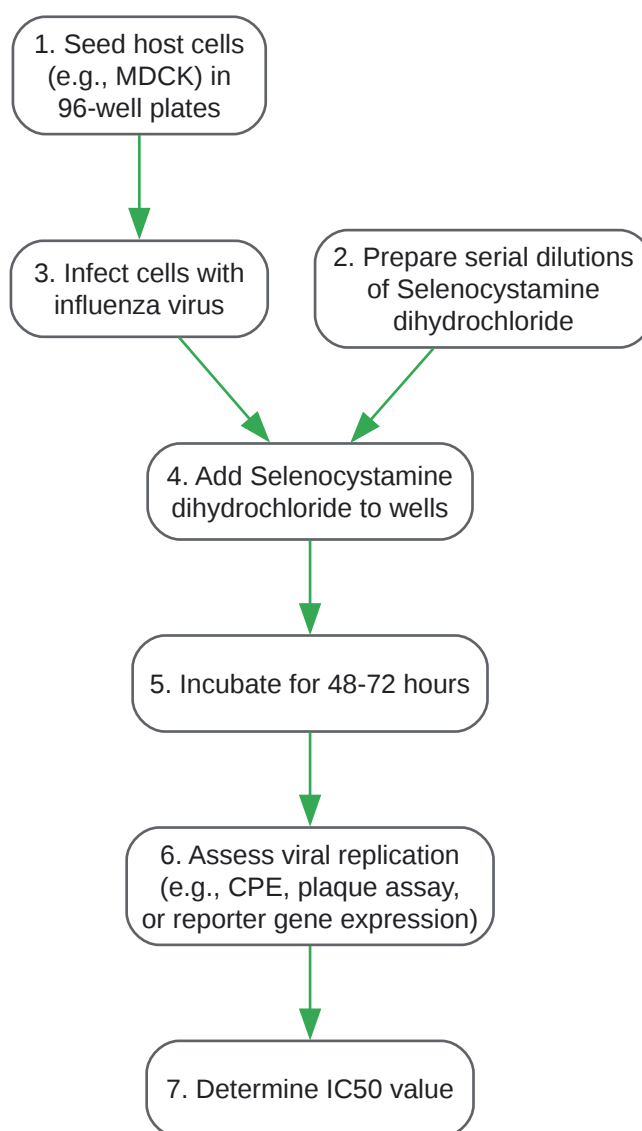 1. Seed host cells
(e.g., MDCK) in
96-well plates
2. Prepare serial dilutions
of Selenocystamine
dihydrochloride
3. Infect cells with
influenza virus
4. Add Selenocystamine
dihydrochloride to wells
5. Incubate for 48-72 hours
6. Assess viral replication
(e.g., CPE, plaque assay,
or reporter gene expression)
7. Determine IC50 value